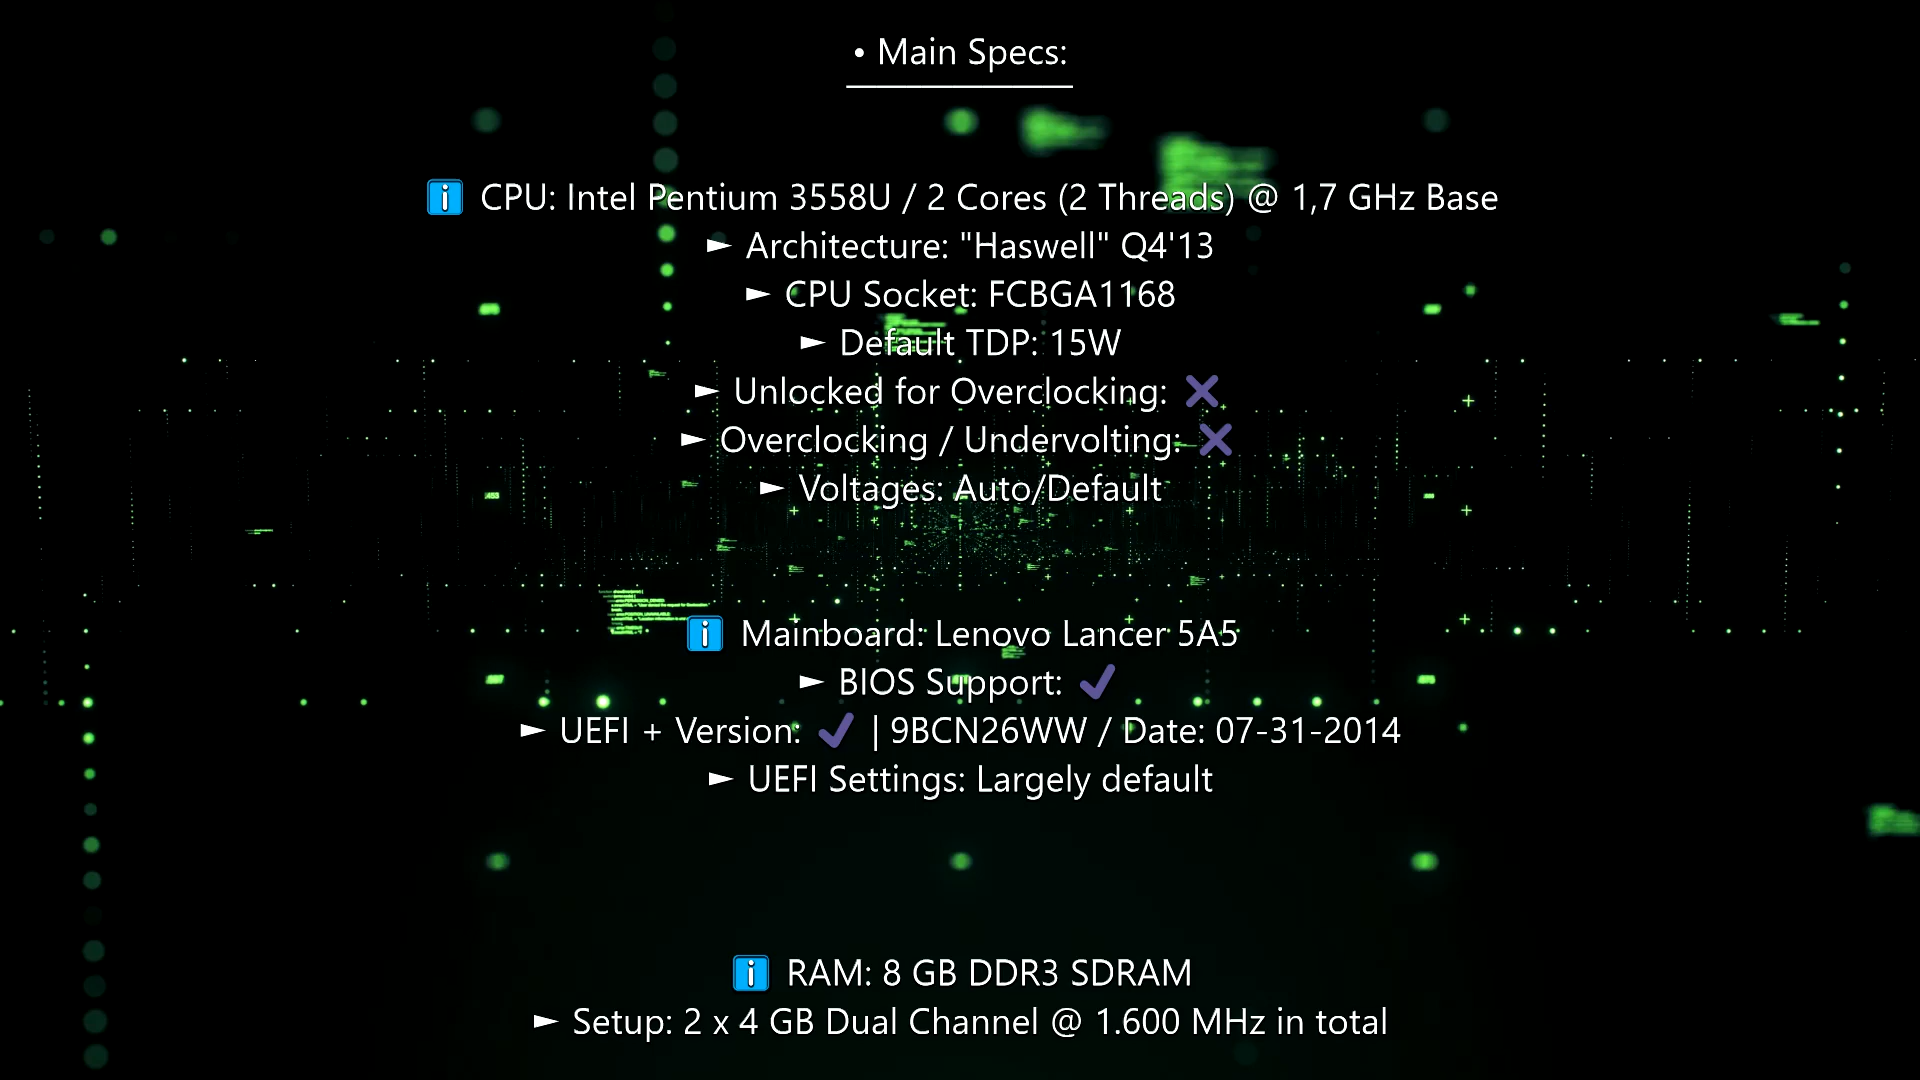 • Main Specs:
ℹ CPU: Intel Pentium 3558U / 2 Cores (2 Threads) @ 1,7 GHz Base
► Architecture: "Haswell" Q4'13
► CPU Socket: FCBGA1168
► Default TDP: 15W
► Unlocked for Overclocking: ✖
► Overclocking / Undervolting: ✖
► Voltages: Auto/Default
ℹ Mainboard: Lenovo Lancer 5A5
► BIOS Support: ✔
► UEFI + Version: ✔ | 9BCN26WW / Date: 07-31-2014
► UEFI Settings: Largely default
ℹ RAM: 8 GB DDR3 SDRAM
► Setup: 2 x 4 GB Dual Channel @ 1.600 MHz in total